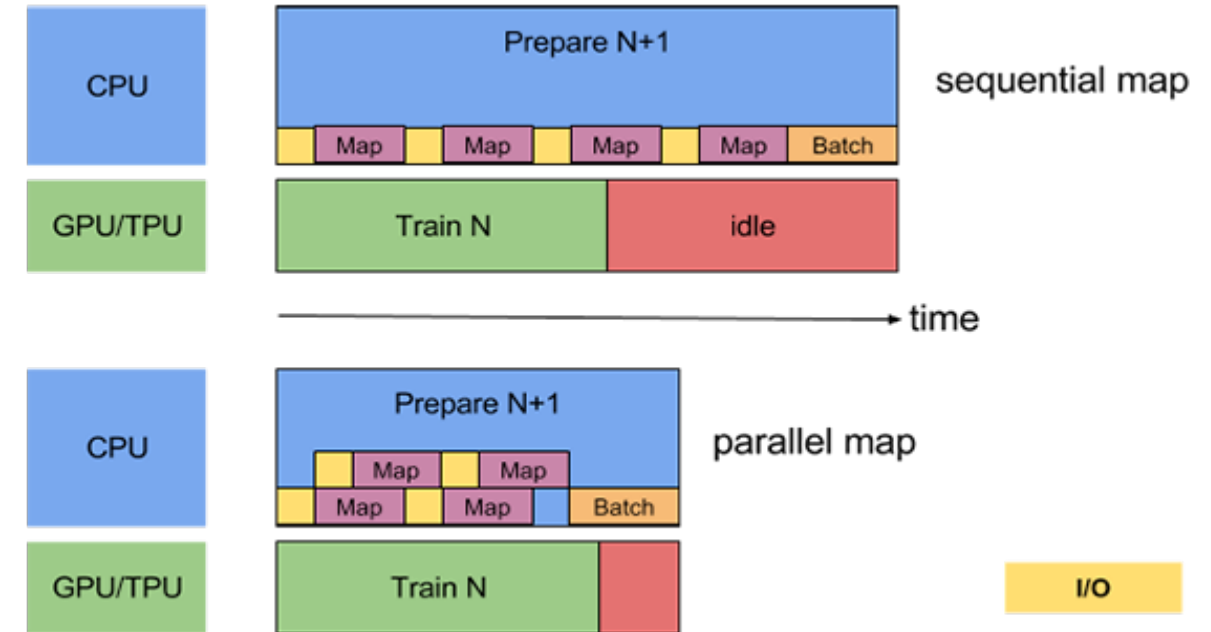 CPU
Prepare N+1
sequential map
Map
Map
Map
Map
Batch
GPU/TPU
Train N
idle
time
CPU
Prepare N+1
parallel map
Map
Map
Map
Map
Batch
GPU/TPU
Train N
I/O